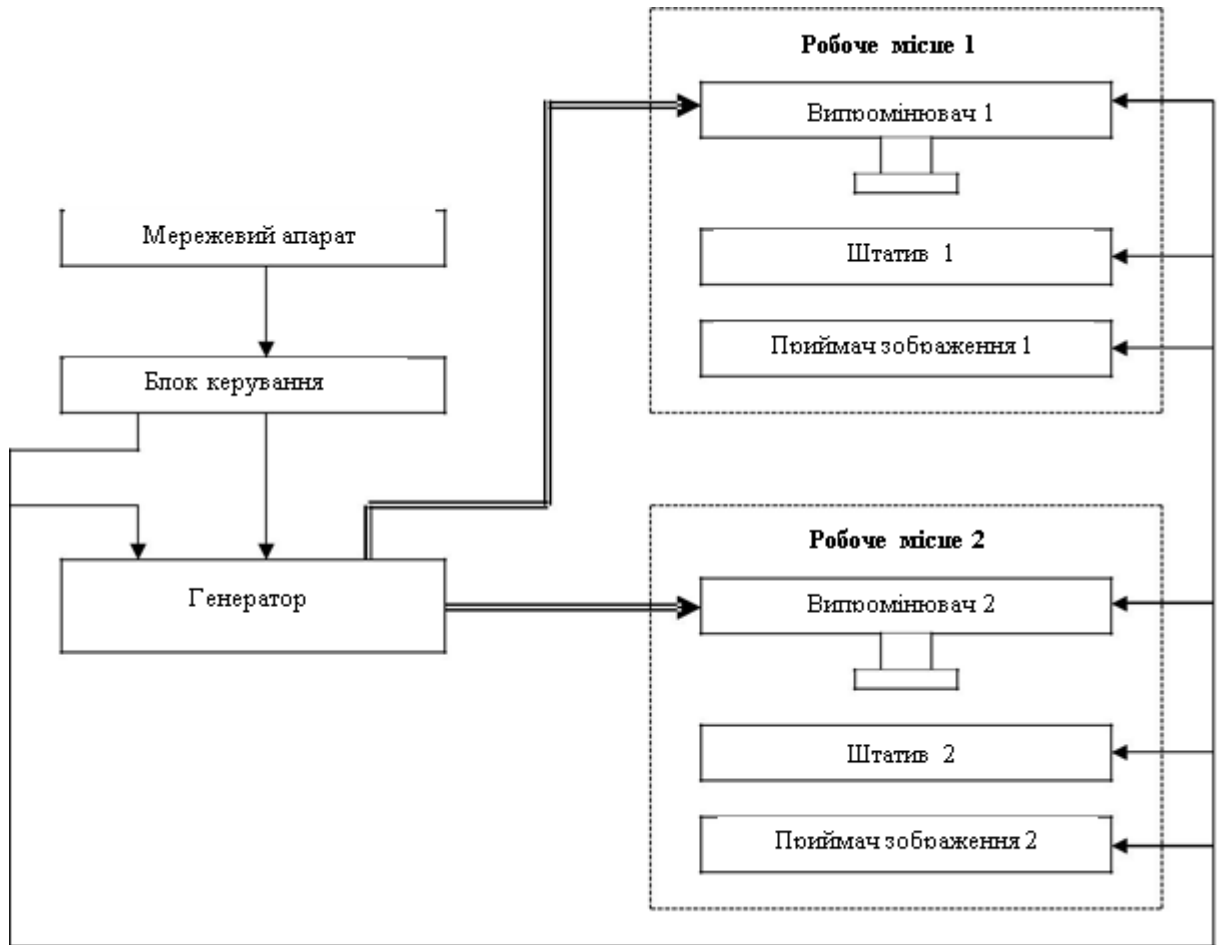 Робоче місце 1
Випромінювач 1
Мережевий апарат
Штатив 1
Приймач зображення 1
Блок керування
Робоче місце 2
Генератор
Випромінювач 2
Штатив 2
Приймач зображення 2